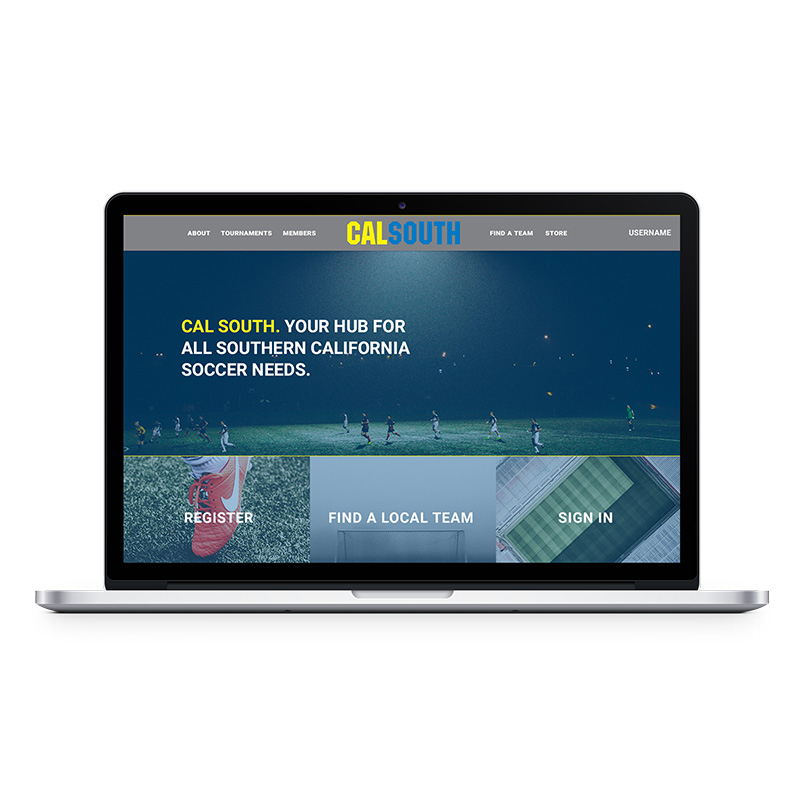 ABOUT TOURNAMENTS MEMBERS CALSOUTH FIND A TEAM STORE USERNAME
CAL SOUTH. YOUR HUB FOR
ALL SOUTHERN CALIFORNIA
SOCCER NEEDS.
REGISTER FIND A LOCAL TEAM SIGN IN